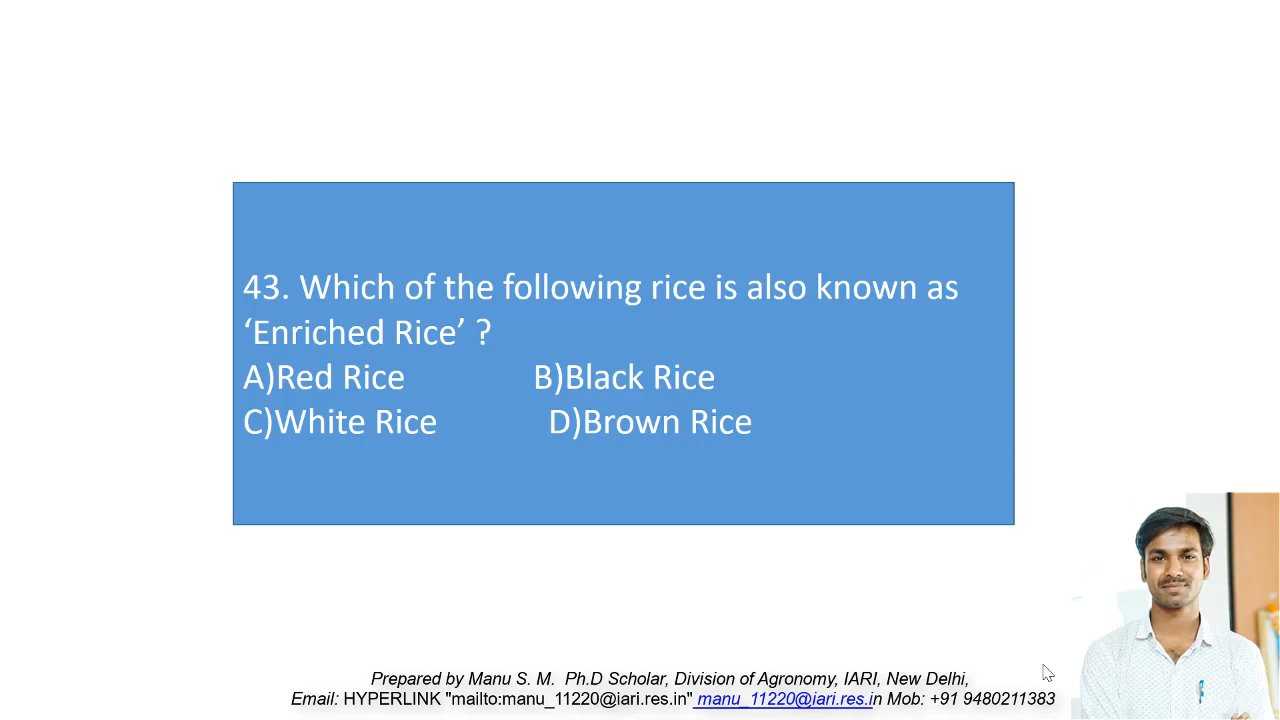 43. Which of the following rice is also known as
‘Enriched Rice’ ?
A)Red Rice B)Black Rice
C)White Rice D)Brown Rice
Prepared by Manu S. M. Ph.D Scholar, Division of Agronomy, IARI, New Delhi,
Email: HYPERLINK "mailto:manu_11220@iari.res.in" manu_11220@iari.res.in Mob: +91 9480211383